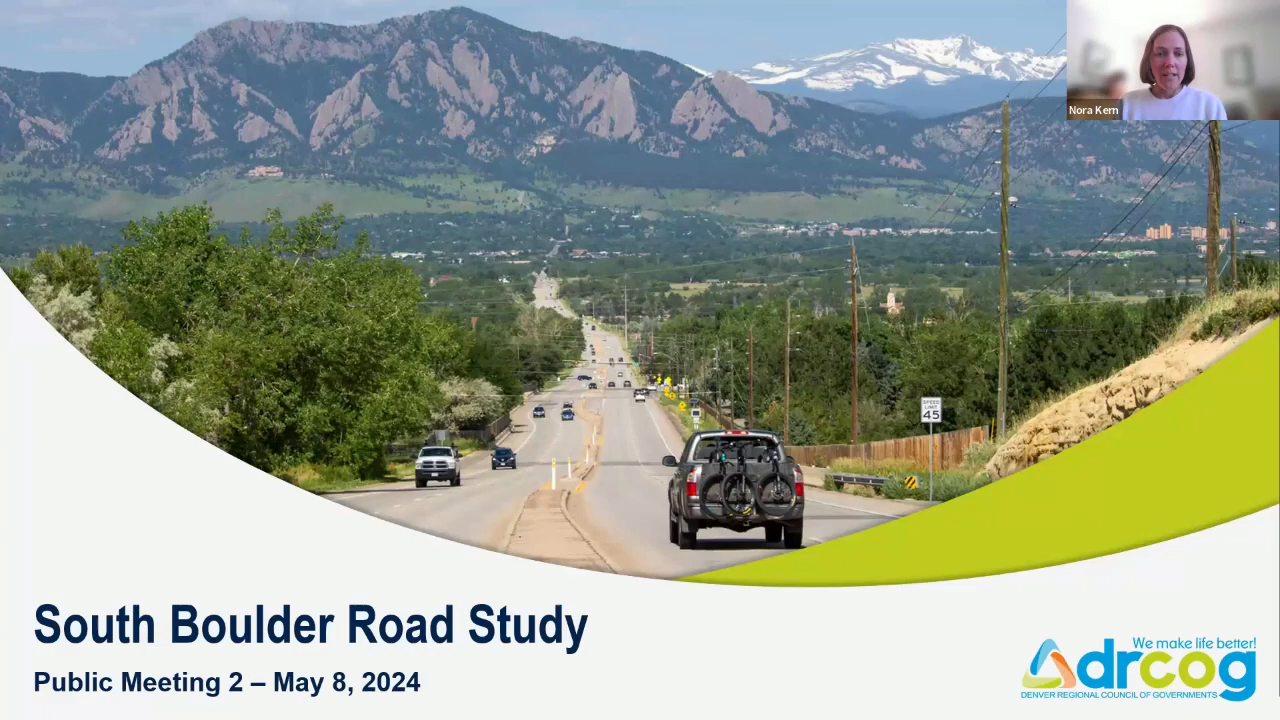 Nora Kern
SPEED
LIMIT
45
South Boulder Road Study
Public Meeting 2 – May 8, 2024
We make life better!
drcog
DENVER REGIONAL COUNCIL OF GOVERNMENTS